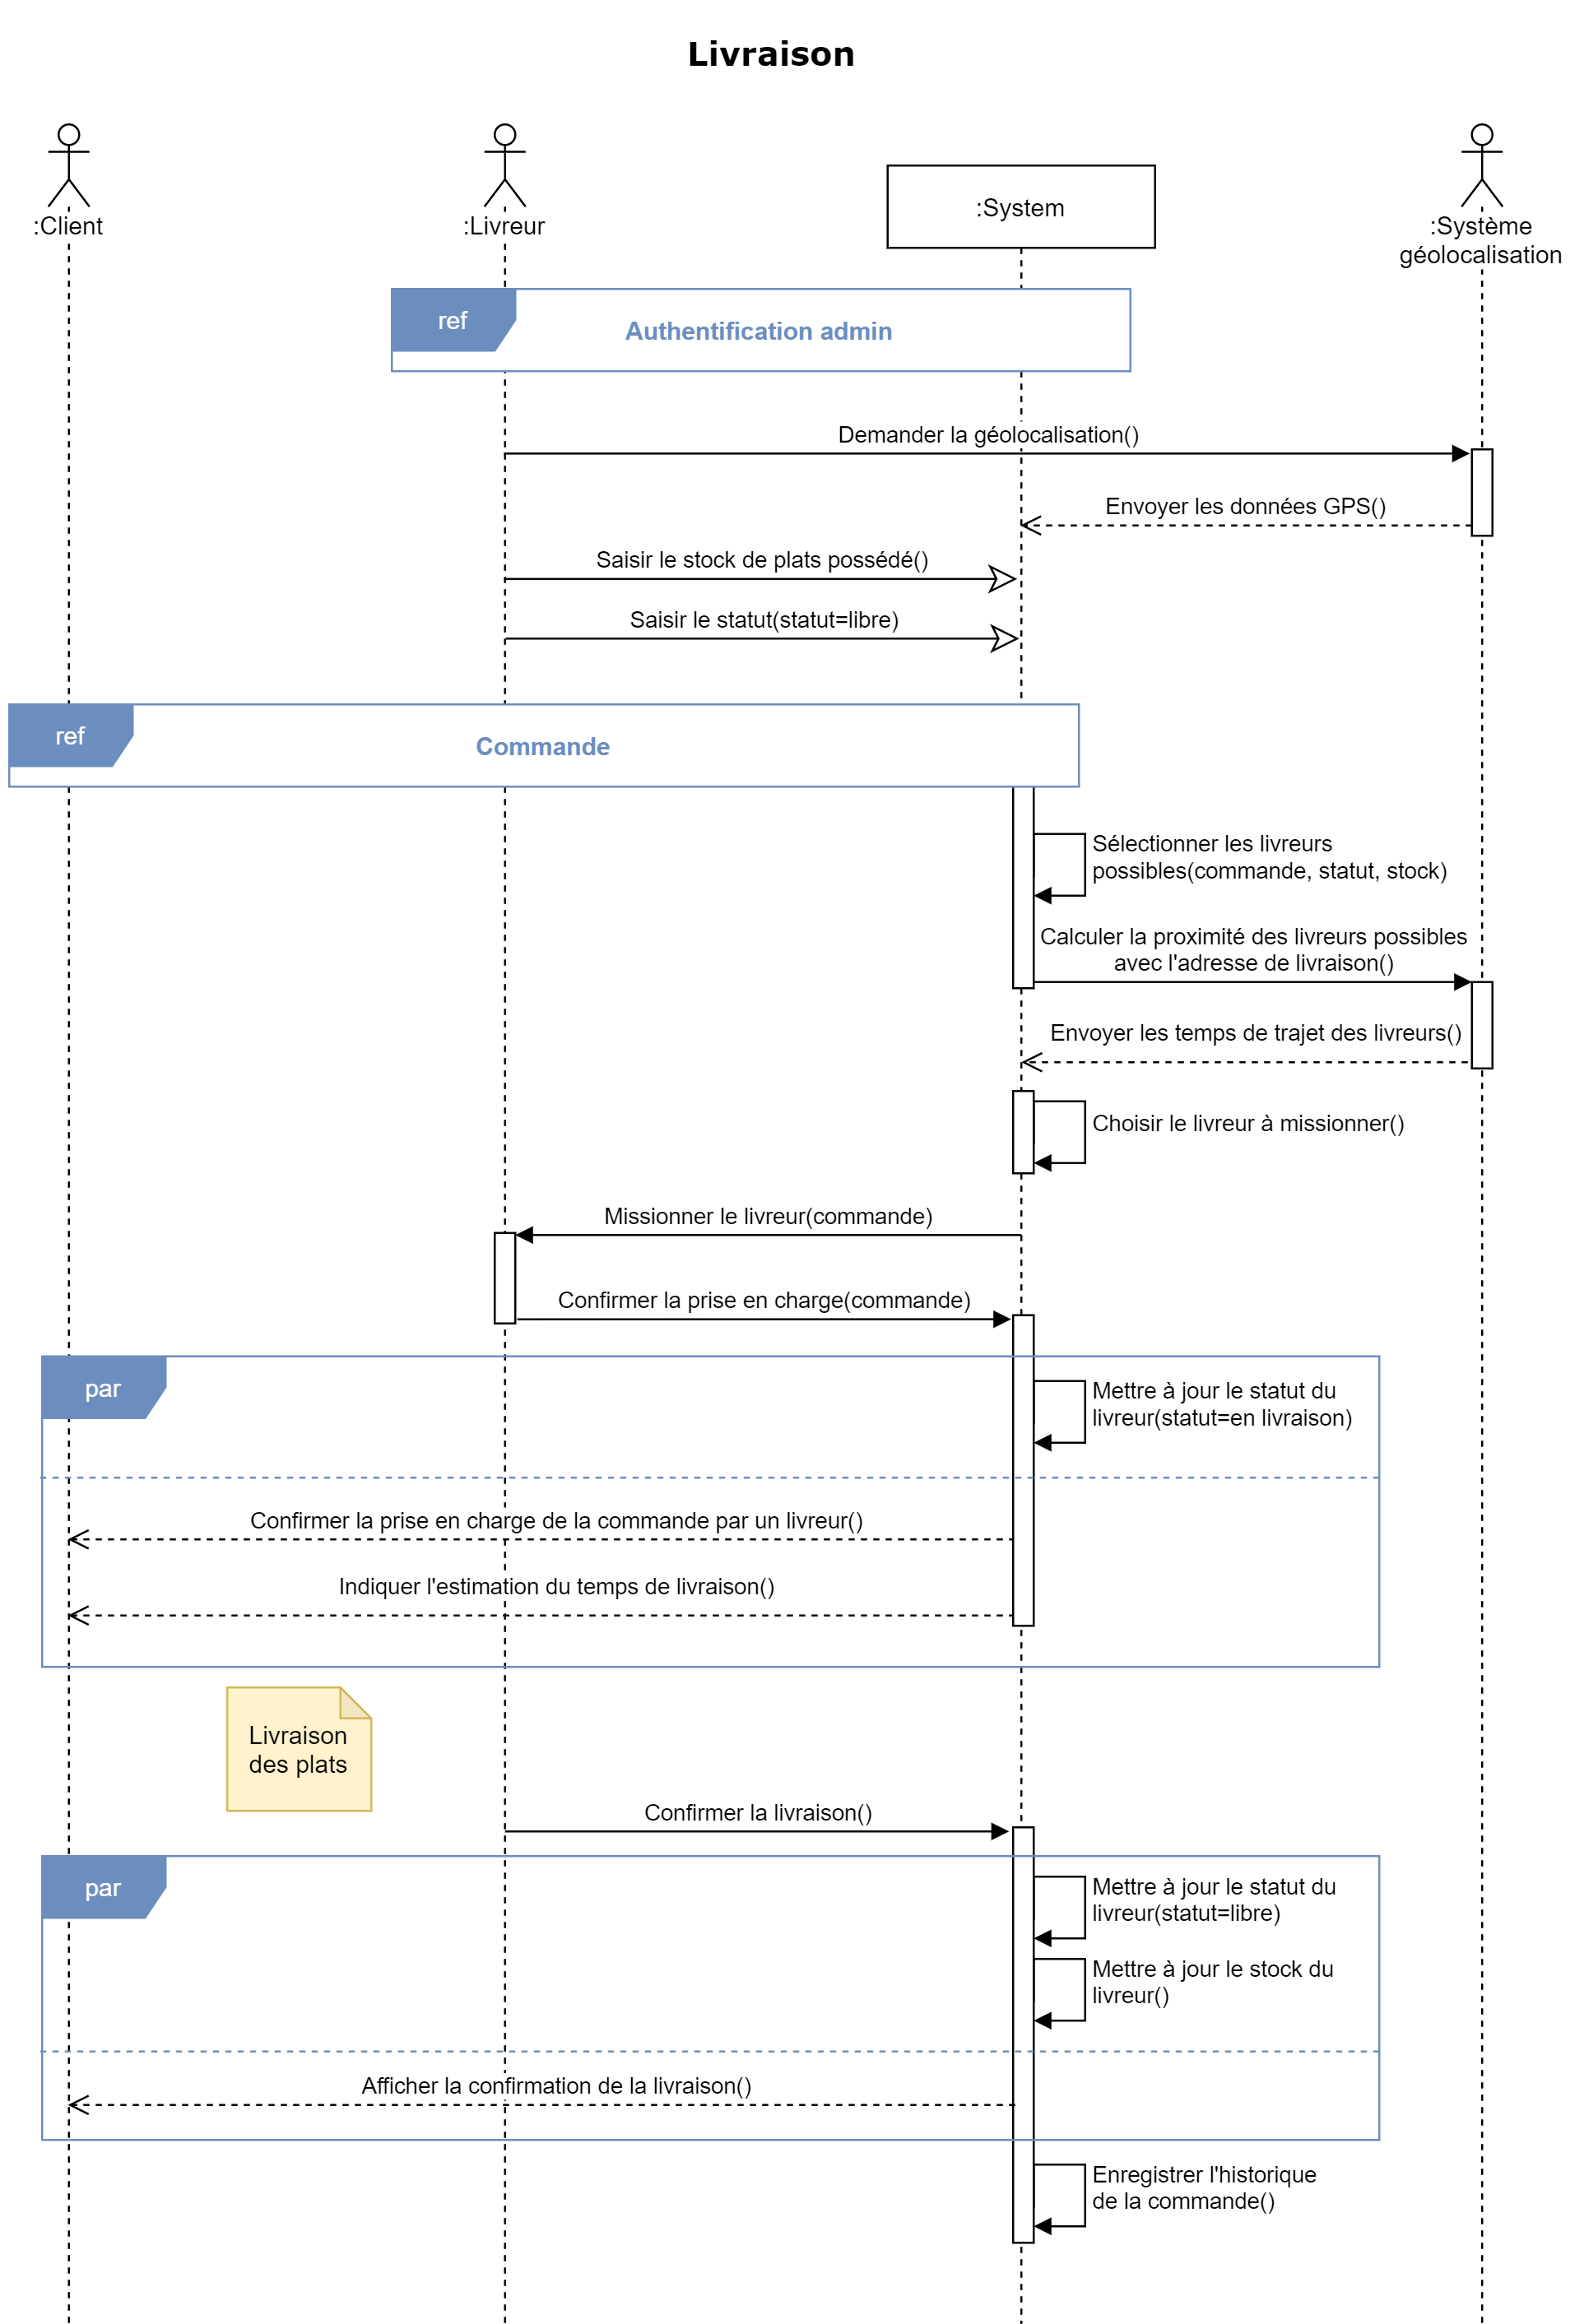 Livraison
:Client
:Livreur
:System
:Système
géolocalisation
ref
Authentification admin
Demander la géolocalisation()
Envoyer les données GPS()
Saisir le stock de plats possédé()
Saisir le statut(statut=libre)
ref
Commande
Sélectionner les livreurs
possibles(commande, statut, stock)
Calculer la proximité des livreurs possibles
avec l'adresse de livraison()
Envoyer les temps de trajet des livreurs()
Choisir le livreur à missionner()
Missionner le livreur(commande)
Confirmer la prise en charge(commande)
par
Mettre à jour le statut du
livreur(statut=en livraison)
Confirmer la prise en charge de la commande par un livreur()
Indiquer l'estimation du temps de livraison()
Livraison
des plats
Confirmer la livraison()
par
Mettre à jour le statut du
livreur(statut=libre)
Mettre à jour le stock du
livreur()
Afficher la confirmation de la livraison()
Enregistrer l'historique
de la commande()